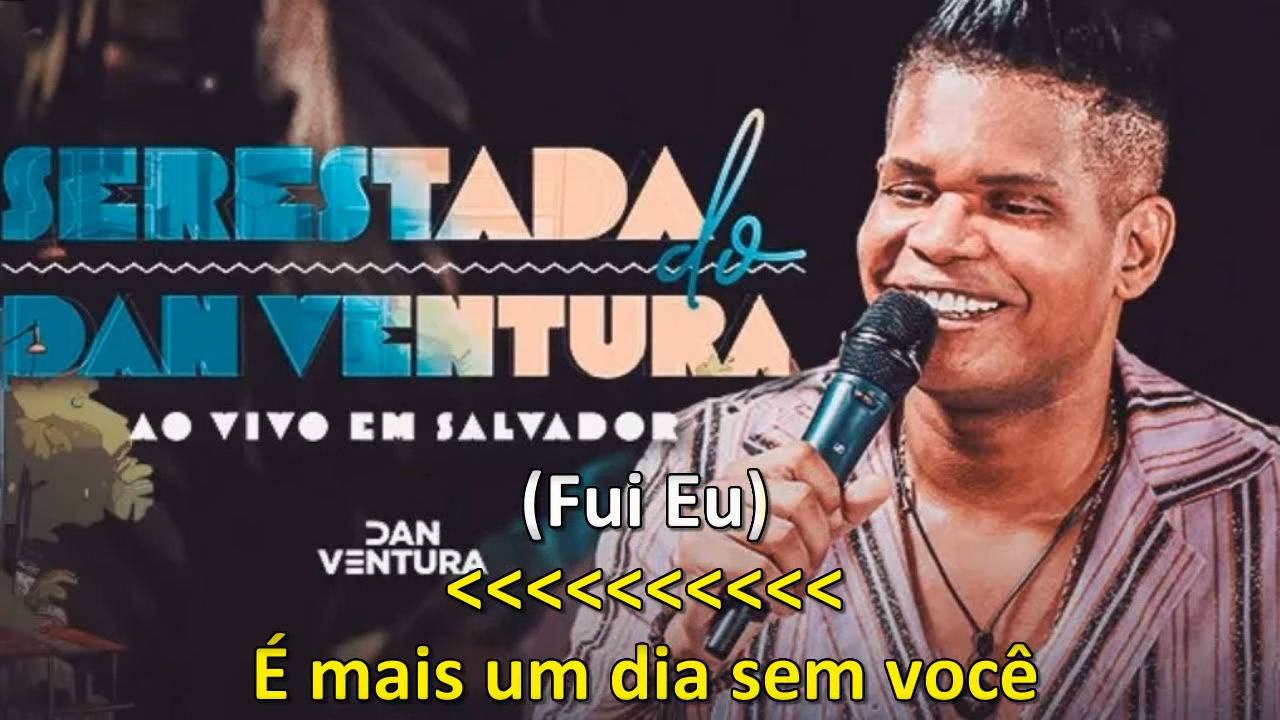 SERESTADA
do
DAN VENTURA
AO VIVO EM SALVADOR
(Fui Eu)
DAN
VENTURA
<<<<<<<<<<
É mais um dia sem você